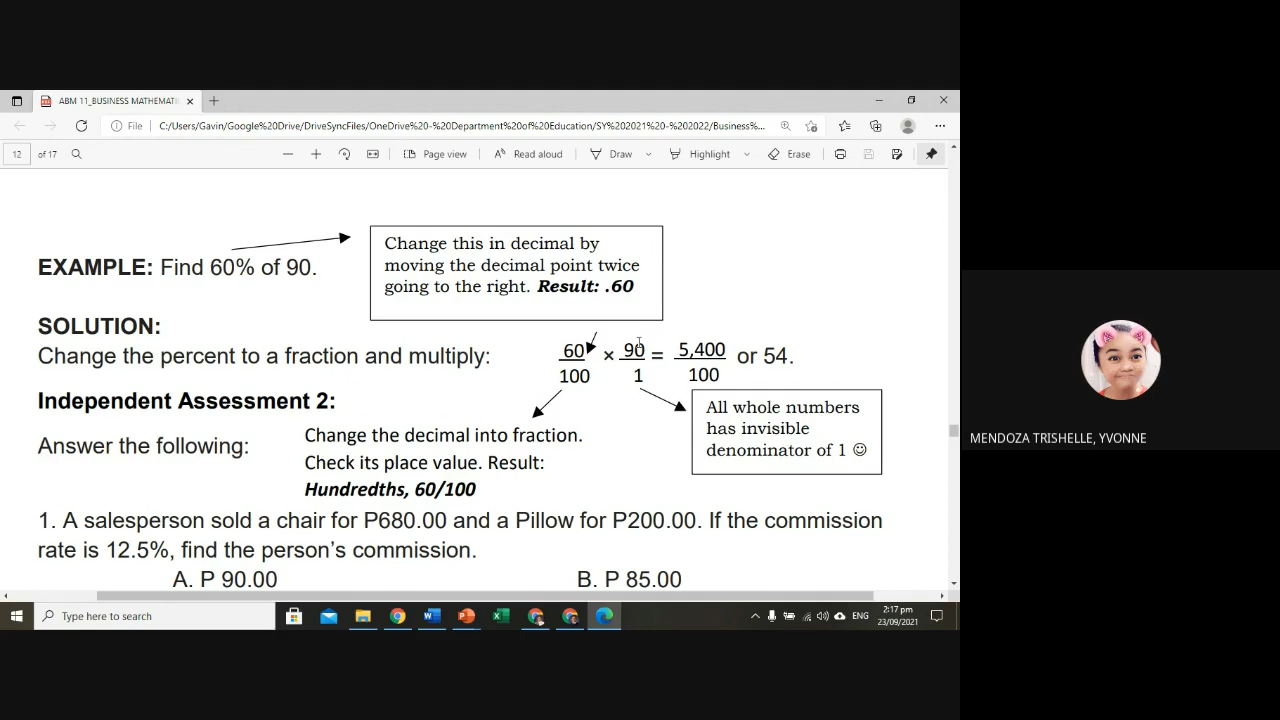 ABM 11_BUSINESS MATHEMATI
File C:/Users/Gavin/Google%20Drive/DriveSyncFiles/OneDrive%20-%20Department%20of%20Education/SY%202021%20-%202022/Business%...
12 of 17 Page view Read aloud Draw Highlight Erase
Change this in decimal by
moving the decimal point twice
going to the right. Result: .60
EXAMPLE: Find 60% of 90.
SOLUTION:
Change the percent to a fraction and multiply: 60/100 × 90/1 = 5,400/100 or 54.
Independent Assessment 2:
All whole numbers
has invisible
denominator of 1 ☺
Answer the following:
Change the decimal into fraction.
Check its place value. Result:
Hundredths, 60/100
1. A salesperson sold a chair for P680.00 and a Pillow for P200.00. If the commission
rate is 12.5%, find the person’s commission.
A. P 90.00 B. P 85.00
Type here to search
ENG
2:17 pm
23/09/2021
MENDOZA TRISHELLE, YVONNE